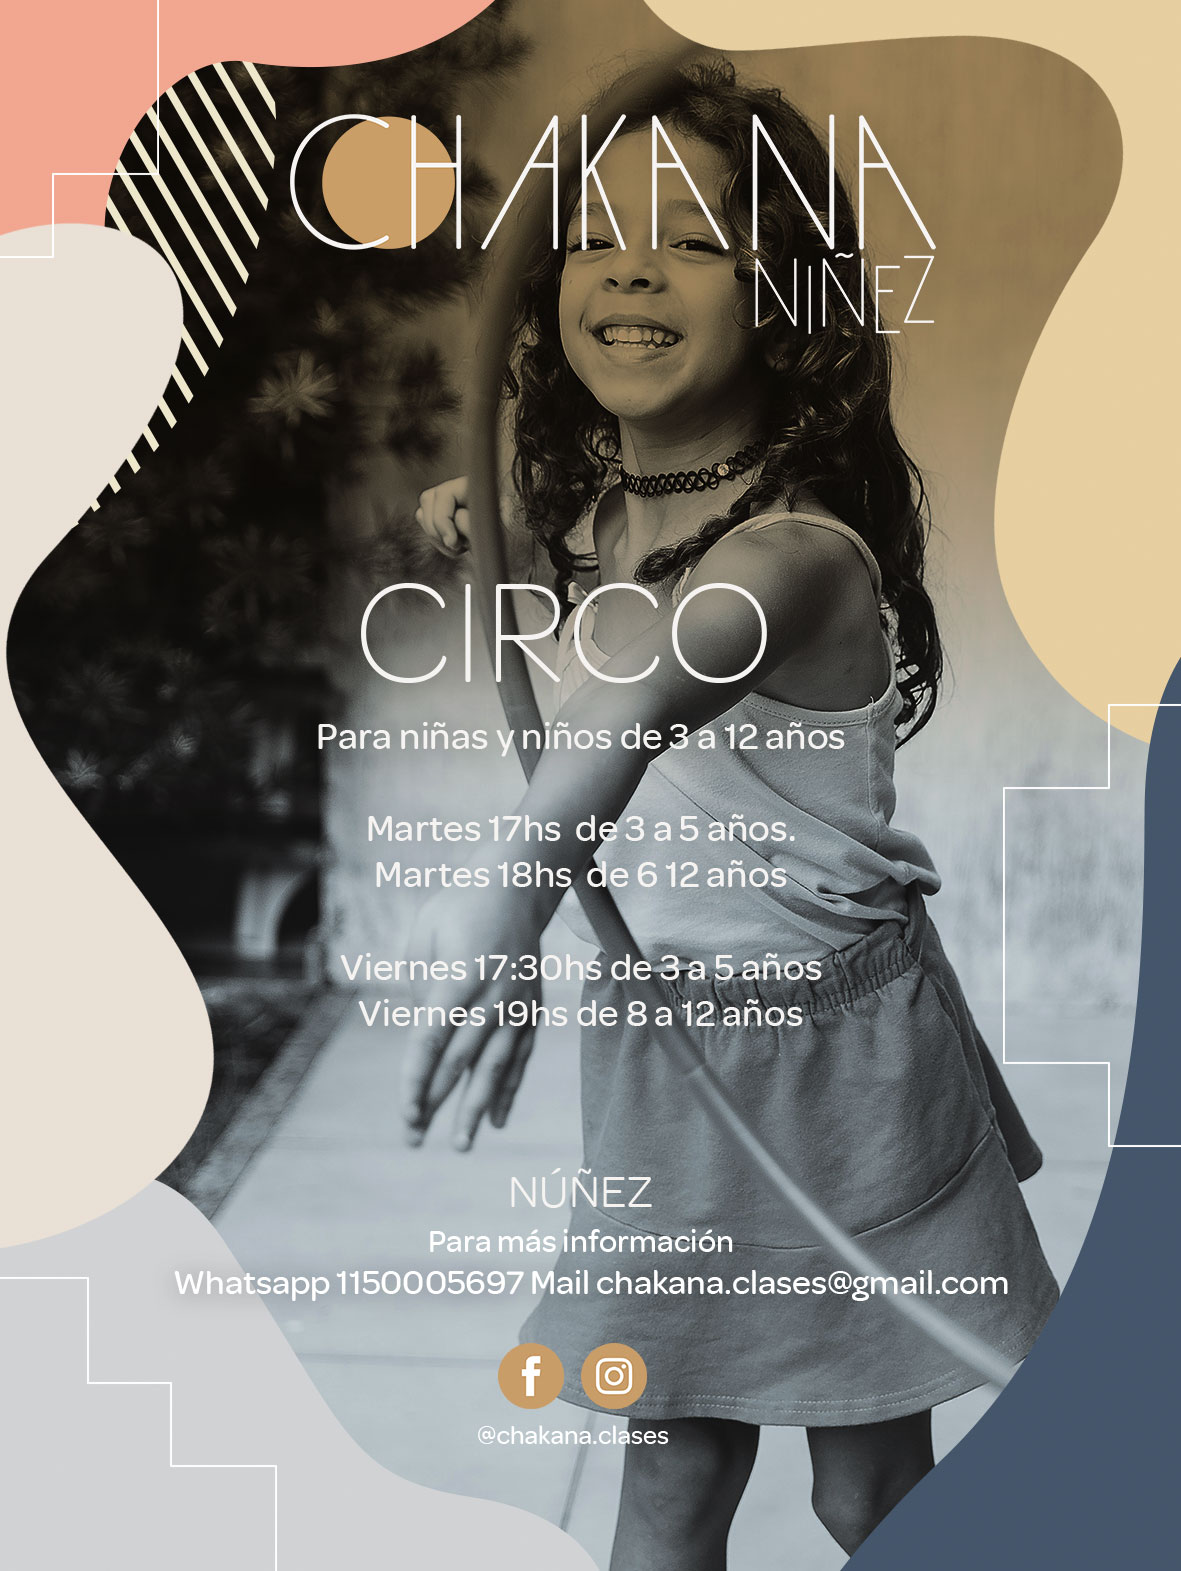 CHAKANA
NIÑEZ
CIRCO
Para niñas y niños de 3 a 12 años
Martes 17hs de 3 a 5 años.
Martes 18hs de 6 12 años
Viernes 17:30hs de 3 a 5 años
Viernes 19hs de 8 a 12 años
NÚÑEZ
Para más información
Whatsapp 1150005697 Mail chakana.clases@gmail.com
@chakana.clases